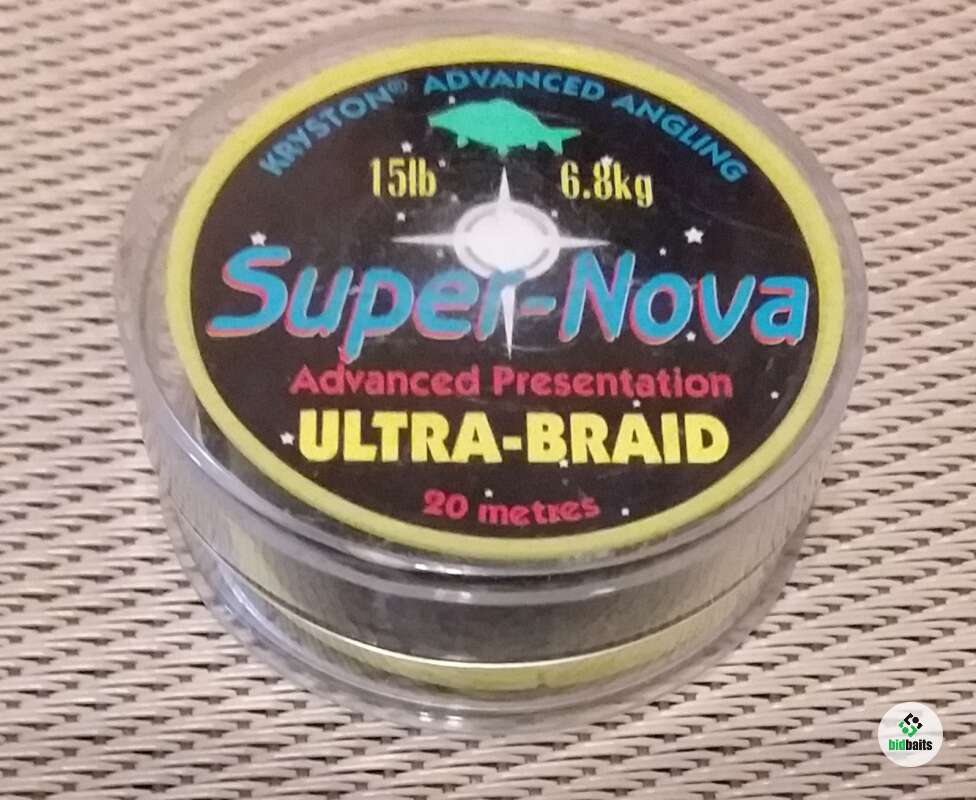 KRYSTON® ADVANCED ANGLING
15lb 6.8kg
Super-Nova
Advanced Presentation
ULTRA-BRAID
20 metres
bidbaits